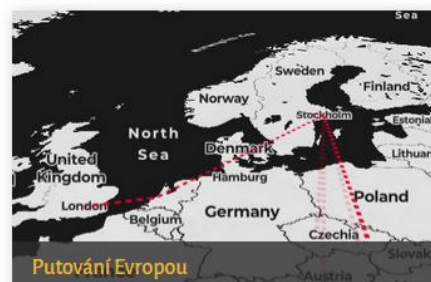 Sea
Sweden
Finland
Norway
Stockholm
Estonia
North
Sea
Denmark
Lithuan
United
Kingdom
Hamburg
London
Poland
Belgium
Germany
Czechia
Slovak
France
Austria
Putování Evropou